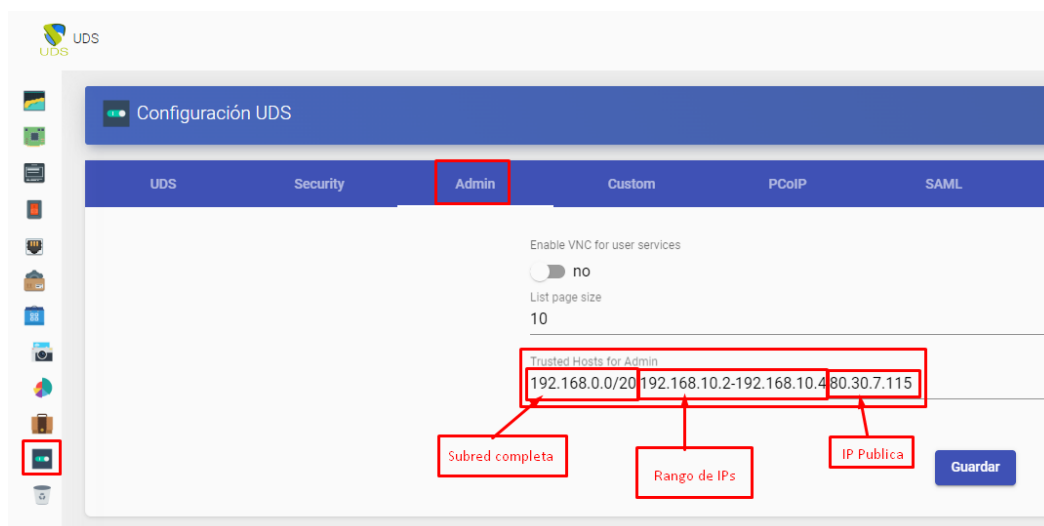 UDS
UDS
Configuración UDS
UDS Security Admin Custom PCoIP SAML
Enable VNC for user services
no
List page size
10
Trusted Hosts for Admin
192.168.0.0/20 192.168.10.2-192.168.10.4 80.30.7.115
Subred completa
Rango de IPs
IP Publica
Guardar